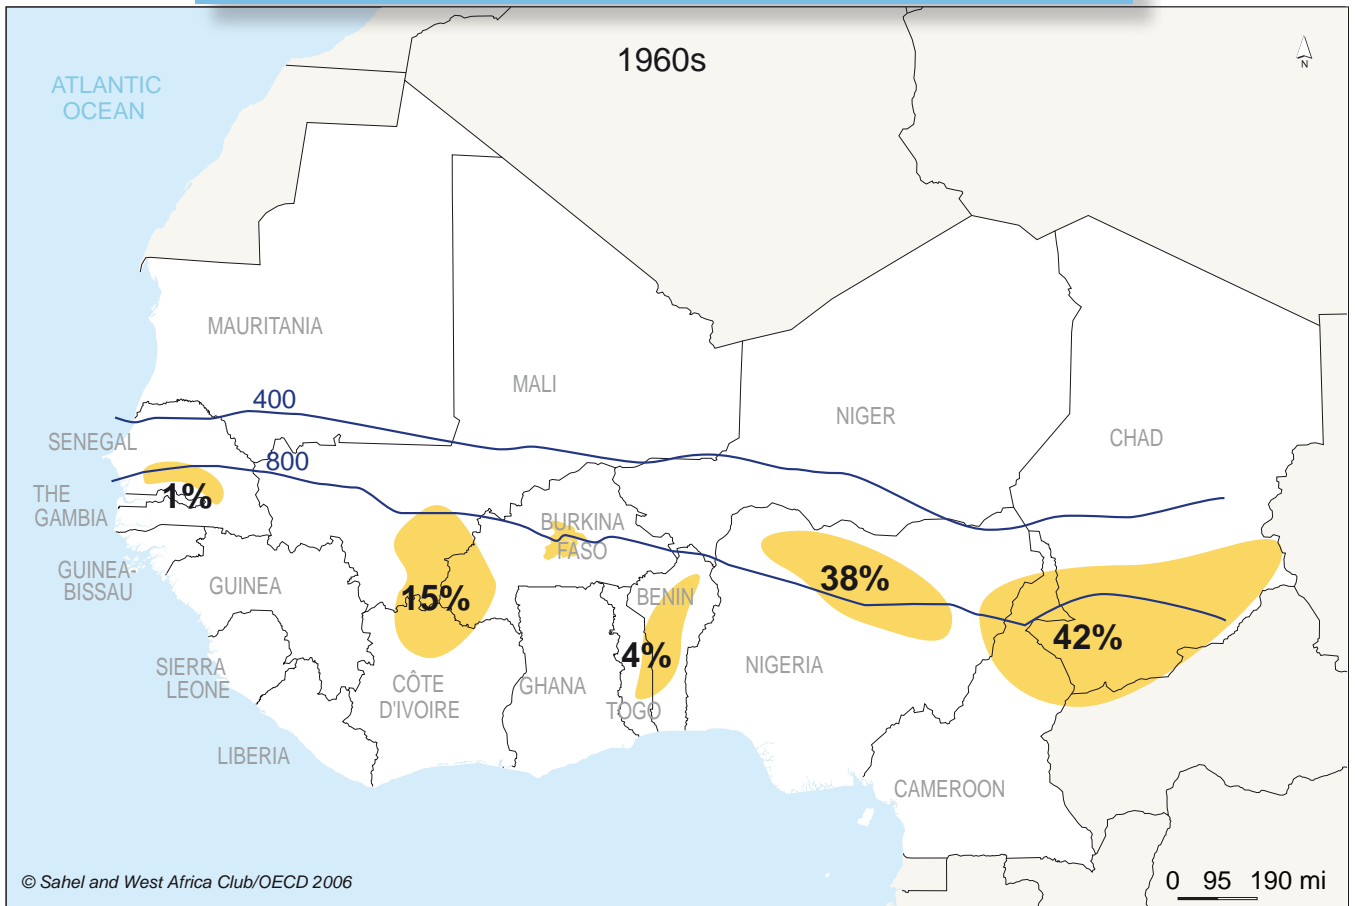 1960s
N
ATLANTIC
OCEAN
MAURITANIA
MALI
NIGER
CHAD
400
SENEGAL
800
THE
GAMBIA
1%
BURKINA
FASO
GUINEA-
BISSAU
GUINEA
15%
BENIN
38%
42%
4%
NIGERIA
SIERRA
LEONE
CÔTE
D'IVOIRE
GHANA
TOGO
LIBERIA
CAMEROON
© Sahel and West Africa Club/OECD 2006
0 95 190 mi